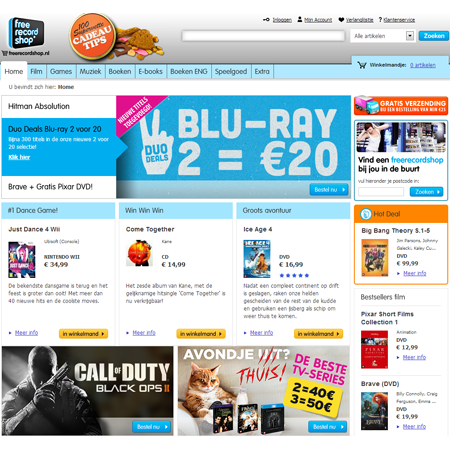 free record shop
freerecordshop.nl
100 Superleuke CADEAU TIPS
Inloggen My Account Verlanglijstje Klantenservice
Alle artikelen Zoeken
Home Film Games Muziek Boeken E-books Boeken ENG Speelgoed Extra
Winkelmandje: 0 artikelen
U bevindt zich hier: Home
Hitman Absolution
Duo Deals Blu-ray 2 voor 20
Bijna 300 titels in de onze nieuwe 2 voor 20 selectie!
Klik hier
Brave + Gratis Pixar DVD!
NIEUWE TITELS TOEGEVOEGD!
DUO DEALS
BLU-RAY
2 = €20
Bestel nu
GRATIS VERZENDING
BIJ EEN BESTELLING VAN €25
Vind een freerecordshop
bij jou in de buurt
vul hieronder je postcode in:
Zoeken
#1 Dance Game!
Just Dance 4 Wii
Ubisoft (Console)
NINTENDO WII
€ 34,99
De bekendste dansgame is terug en het
feest is groter dan ooit! Met meer dan
40 nieuwe hits en de coolste moves.
Meer info in winkelmand
Win Win Win
Come Together
Kane
CD
€ 14,99
Het zesde album van Kane, met de
gelijknamige hitsingle 'Come Together' is
nu verkrijgbaar!
Meer info in winkelmand
Groots avontuur
Ice Age 4
DVD
€ 16,99
Nadat een compleet continent op drift
is geslagen, raken onze helden
gescheiden van de rest van de kudde
en gebruiken een ijsberg als schip om
weer thuis te komen.
Meer info in winkelmand
Hot Deal
Big Bang Theory S.1-5
Jim Parsons, Johnny
Galecki, Kaley Cu...
DVD
€ 99,99
Meer info
Bestsellers film
Pixar Short Films
Collection 1
Animation
DVD
€ 12,99
Meer info
Brave (DVD)
Billy Connolly, Craig
Ferguson, Emma ...
DVD
€ 19,99
Meer info
CALL OF DUTY
BLACK OPS II
Bestel nu
AVONDJE UIT?
THUIS!
DE BESTE
TV-SERIES
2=40€
3=50€
Bestel nu